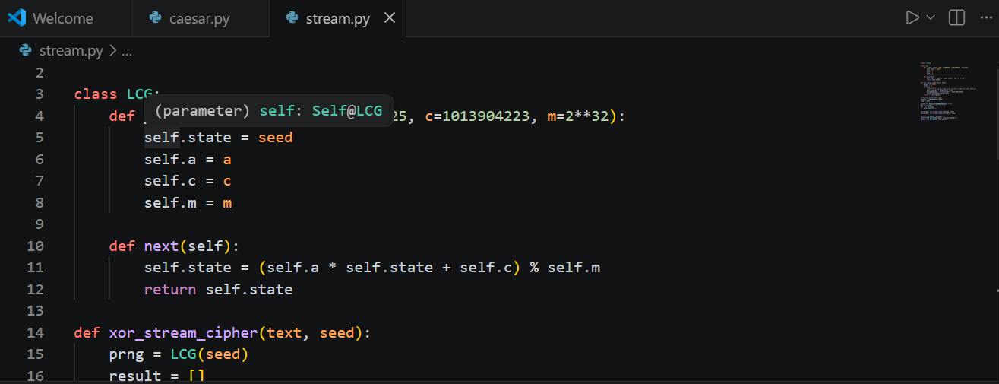 Welcome
caesar.py
stream.py
stream.py > ...
2
3 class LCG:
(parameter) self: Self@LCG
4 def 25, c=1013904223, m=2**32):
5 self.state = seed
6 self.a = a
7 self.c = c
8 self.m = m
9
10 def next(self):
11 self.state = (self.a * self.state + self.c) % self.m
12 return self.state
13
14 def xor_stream_cipher(text, seed):
15 prng = LCG(seed)
16 result = []